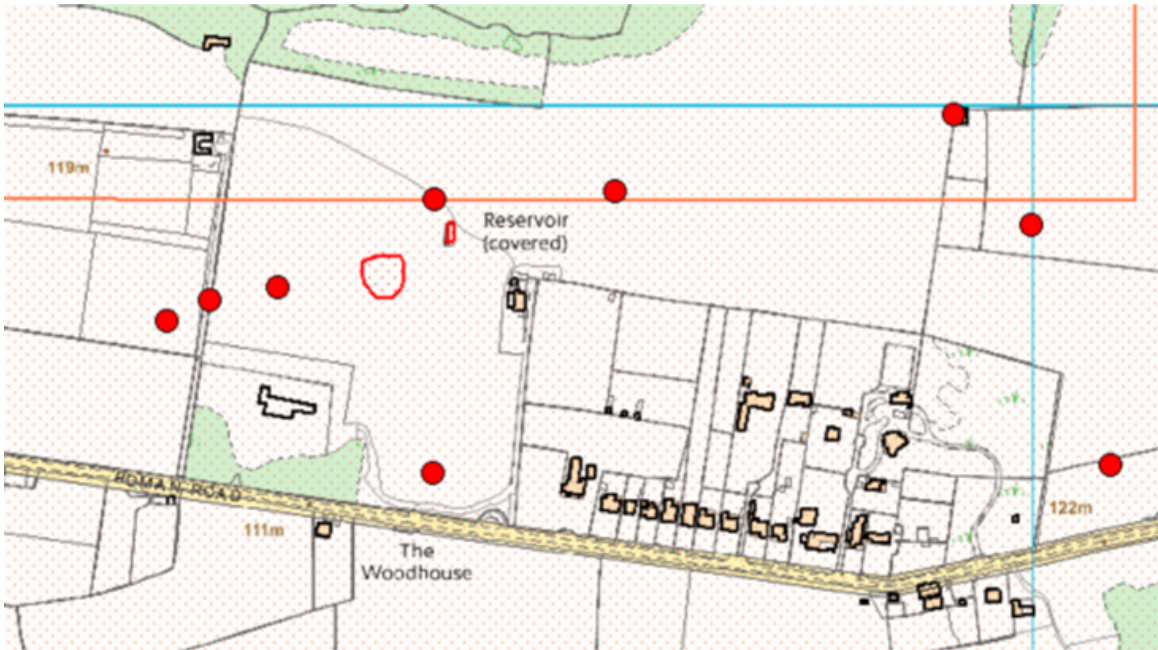 119m
Reservoir
(covered)
ROMAN ROAD
111m
The
Woodhouse
122m